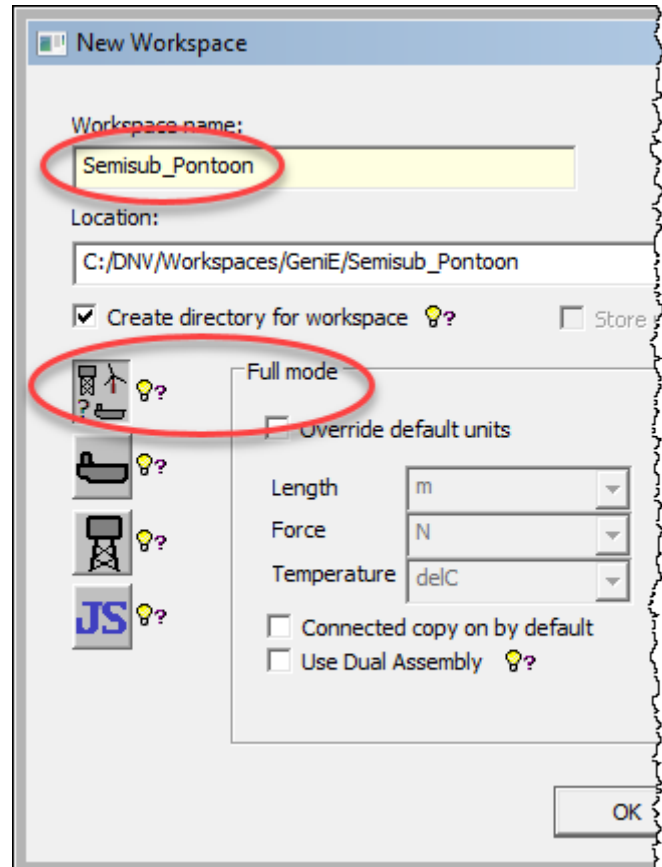 New Workspace
Workspace name:
Semisub_Pontoon
Location:
C:/DNV/Workspaces/GeniE/Semisub_Pontoon
Create directory for workspace ? Store
? Full mode
?
Override default units
?
Length m
? Force N
Temperature delC
JS ? Connected copy on by default
Use Dual Assembly ?
OK